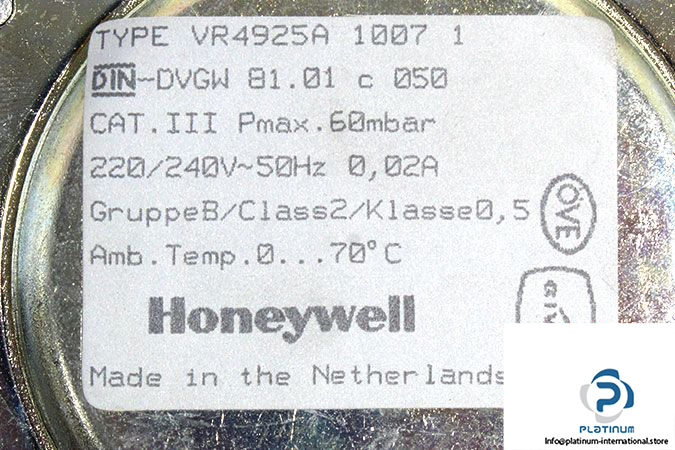 TYPE VR4925A 1007 1
DIN~DVGW 81.01 c 050
CAT.III Pmax.60mbar
220/240V~50Hz 0,02A
GruppeB/Class2/Klasse0,5
ÖVE
Amb.Temp.0...70°C
Honeywell
Made in the Netherlands
PLATINUM
Info@platinum-international.store